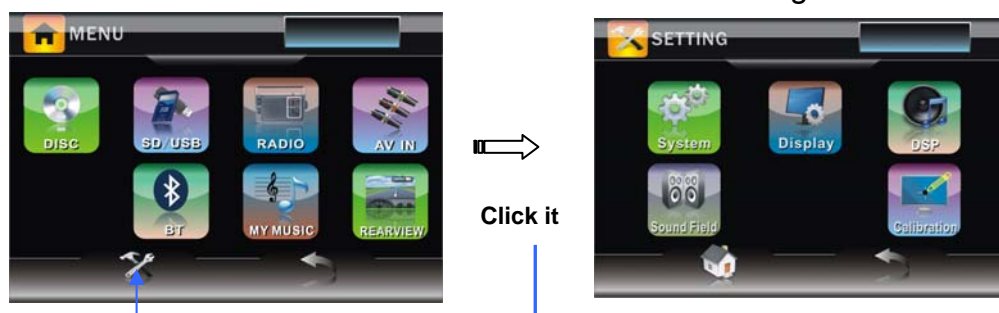 MENU
DISC
SD/USB
RADIO
AV IN
BT
MY MUSIC
REARVIEW
Click it
SETTING
System
Display
DSP
Sound Field
Calibration